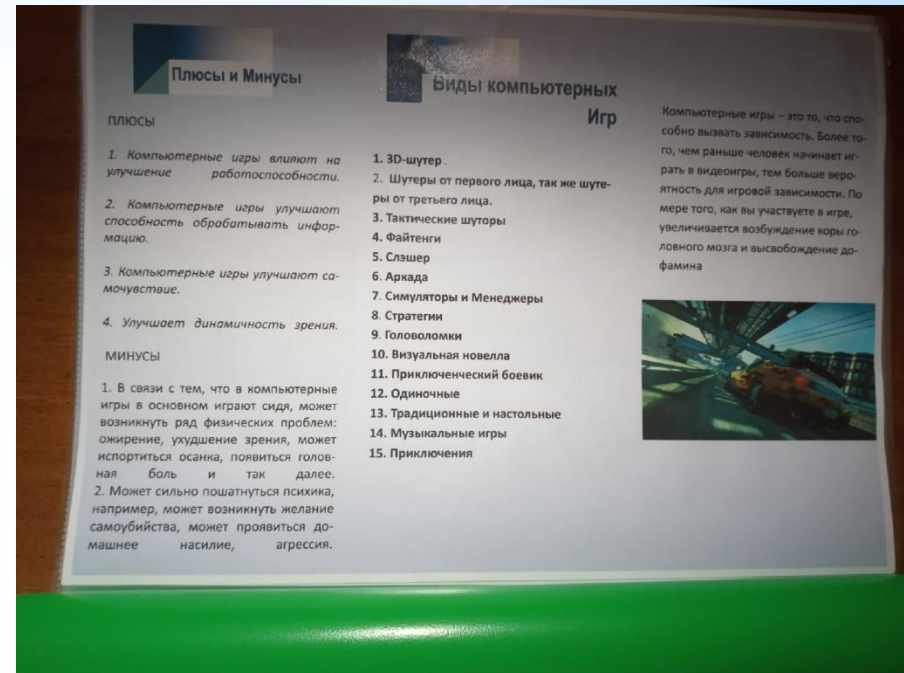 Плюсы и Минусы
ПЛЮСЫ
1. Компьютерные игры влияют на
улучшение работоспособности.
2. Компьютерные игры улучшают
способность обрабатывать инфор-
мацию.
3. Компьютерные игры улучшают са-
мочувствие.
4. Улучшает динамичность зрения.
МИНУСЫ
1. В связи с тем, что в компьютерные
игры в основном играют сидя, может
возникнуть ряд физических проблем:
ожирение, ухудшение зрения, может
испортиться осанка, появиться голов-
ная боль и так далее.
2. Может сильно пошатнуться психика,
например, может возникнуть желание
самоубийства, может проявиться до-
машнее насилие, агрессия.
Виды компьютерных
Игр
1. 3D-шутер .
2. Шутеры от первого лица, так же шуте-
ры от третьего лица.
3. Тактические шуторы
4. Файтенги
5. Слэшер
6. Аркада
7. Симуляторы и Менеджеры
8. Стратегии
9. Головоломки
10. Визуальная новелла
11. Приключенческий боевик
12. Одиночные
13. Традиционные и настольные
14. Музыкальные игры
15. Приключения
Компьютерные игры – это то, что спо-
собно вызвать зависимость. Более то-
го, чем раньше человек начинает иг-
рать в видеоигры, тем больше веро-
ятность для игровой зависимости. По
мере того, как вы участвуете в игре,
увеличивается возбуждение коры го-
ловного мозга и высвобождение до-
фамина